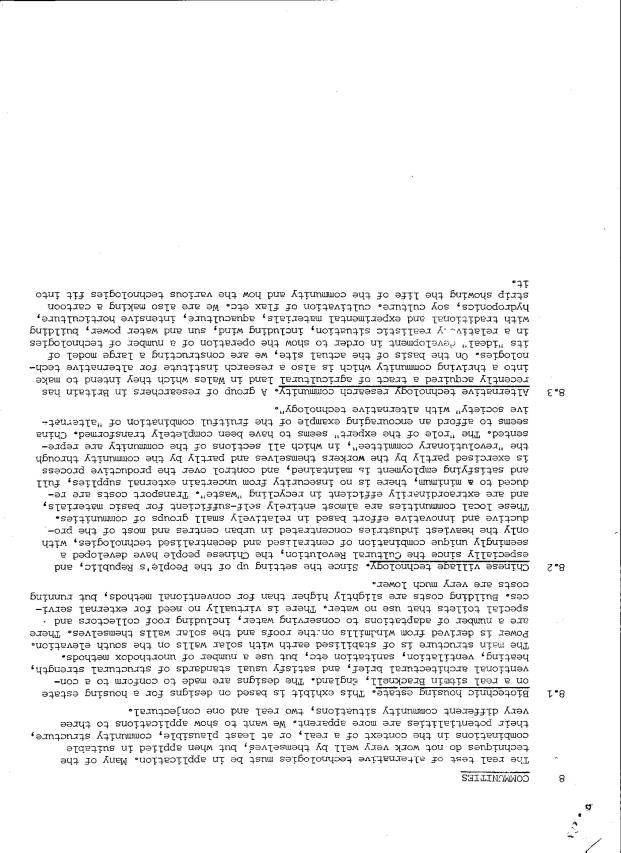 8 COMMUNITIES
The real test of alternative technologies must be in application. Many of the
techniques do not work very well by themselves, but when applied in suitable
combinations in the context of a real, or at least plausible, community structure,
their potentialities are more apparent. We want to show applications to three
very different community situations, two real and one conjectural.
8.1 Biotechnic housing estate. This exhibit is based on designs for a housing estate
on a real sitein Bracknell, England. The designs are made to conform to a con-
ventional architectural brief, and satisfy usual standards of structural strength,
heating, ventilation, sanitation etc, but use a number of unorthodox methods.
The main structure is of stabilised earth with solar walls on the south elevation.
Power is derived from windmills on the roofs and the solar walls themselves. There
are a number of adaptations to conserving water, including roof collectors and
special toilets that use no water. There is virtually no need for external servi-
ces. Building costs are slightly higher than for conventional methods, but running
costs are very much lower.
8.2 Chinese village technology. Since the setting up of the People's Republic, and
especially since the Cultural Revolution, the Chinese people have developed a
seemingly unique combination of centralised and decentralised technologies, with
only the heaviest industries concentrated in urban centres and most of the pro-
ductive and innovative effort based in relatively small groups of communities.
These local communities are almost entirely self-sufficient for basic materials,
and are extraordinarily efficient in recycling "waste". Transport costs are re-
duced to a minimum, there is no insecurity from uncertain external supplies, full
and satisfying employment is maintained, and control over the productive process
is exercised partly by the workers themselves and partly by the community through
the "revolutionary committee", in which all sections of the community are repre-
sented. The "role of the expert" seems to have been completely transformed. China
seems to afford an encouraging example of the fruitful combination of "alternat-
ive society" with alternative technology".
8.3 Alternative technology research community. A group of researchers in Britain has
recently acquired a tract of agricultural land in Wales which they intend to make
into a thriving community which is also a research institute for alternative tech-
nologies. On the basis of the actual site, we are constructing a large model of
its "ideal" development in order to show the operation of a number of technologies
in a relatively realistic situation, including wind, sun and water power, building
with traditional and experimental materials, aquaculture, intensive horticulture,
hydroponics, soy culture. cultivation of flax etc. We are also making a cartoon
strip showing the life of the community and how the various technologies fit into
it.